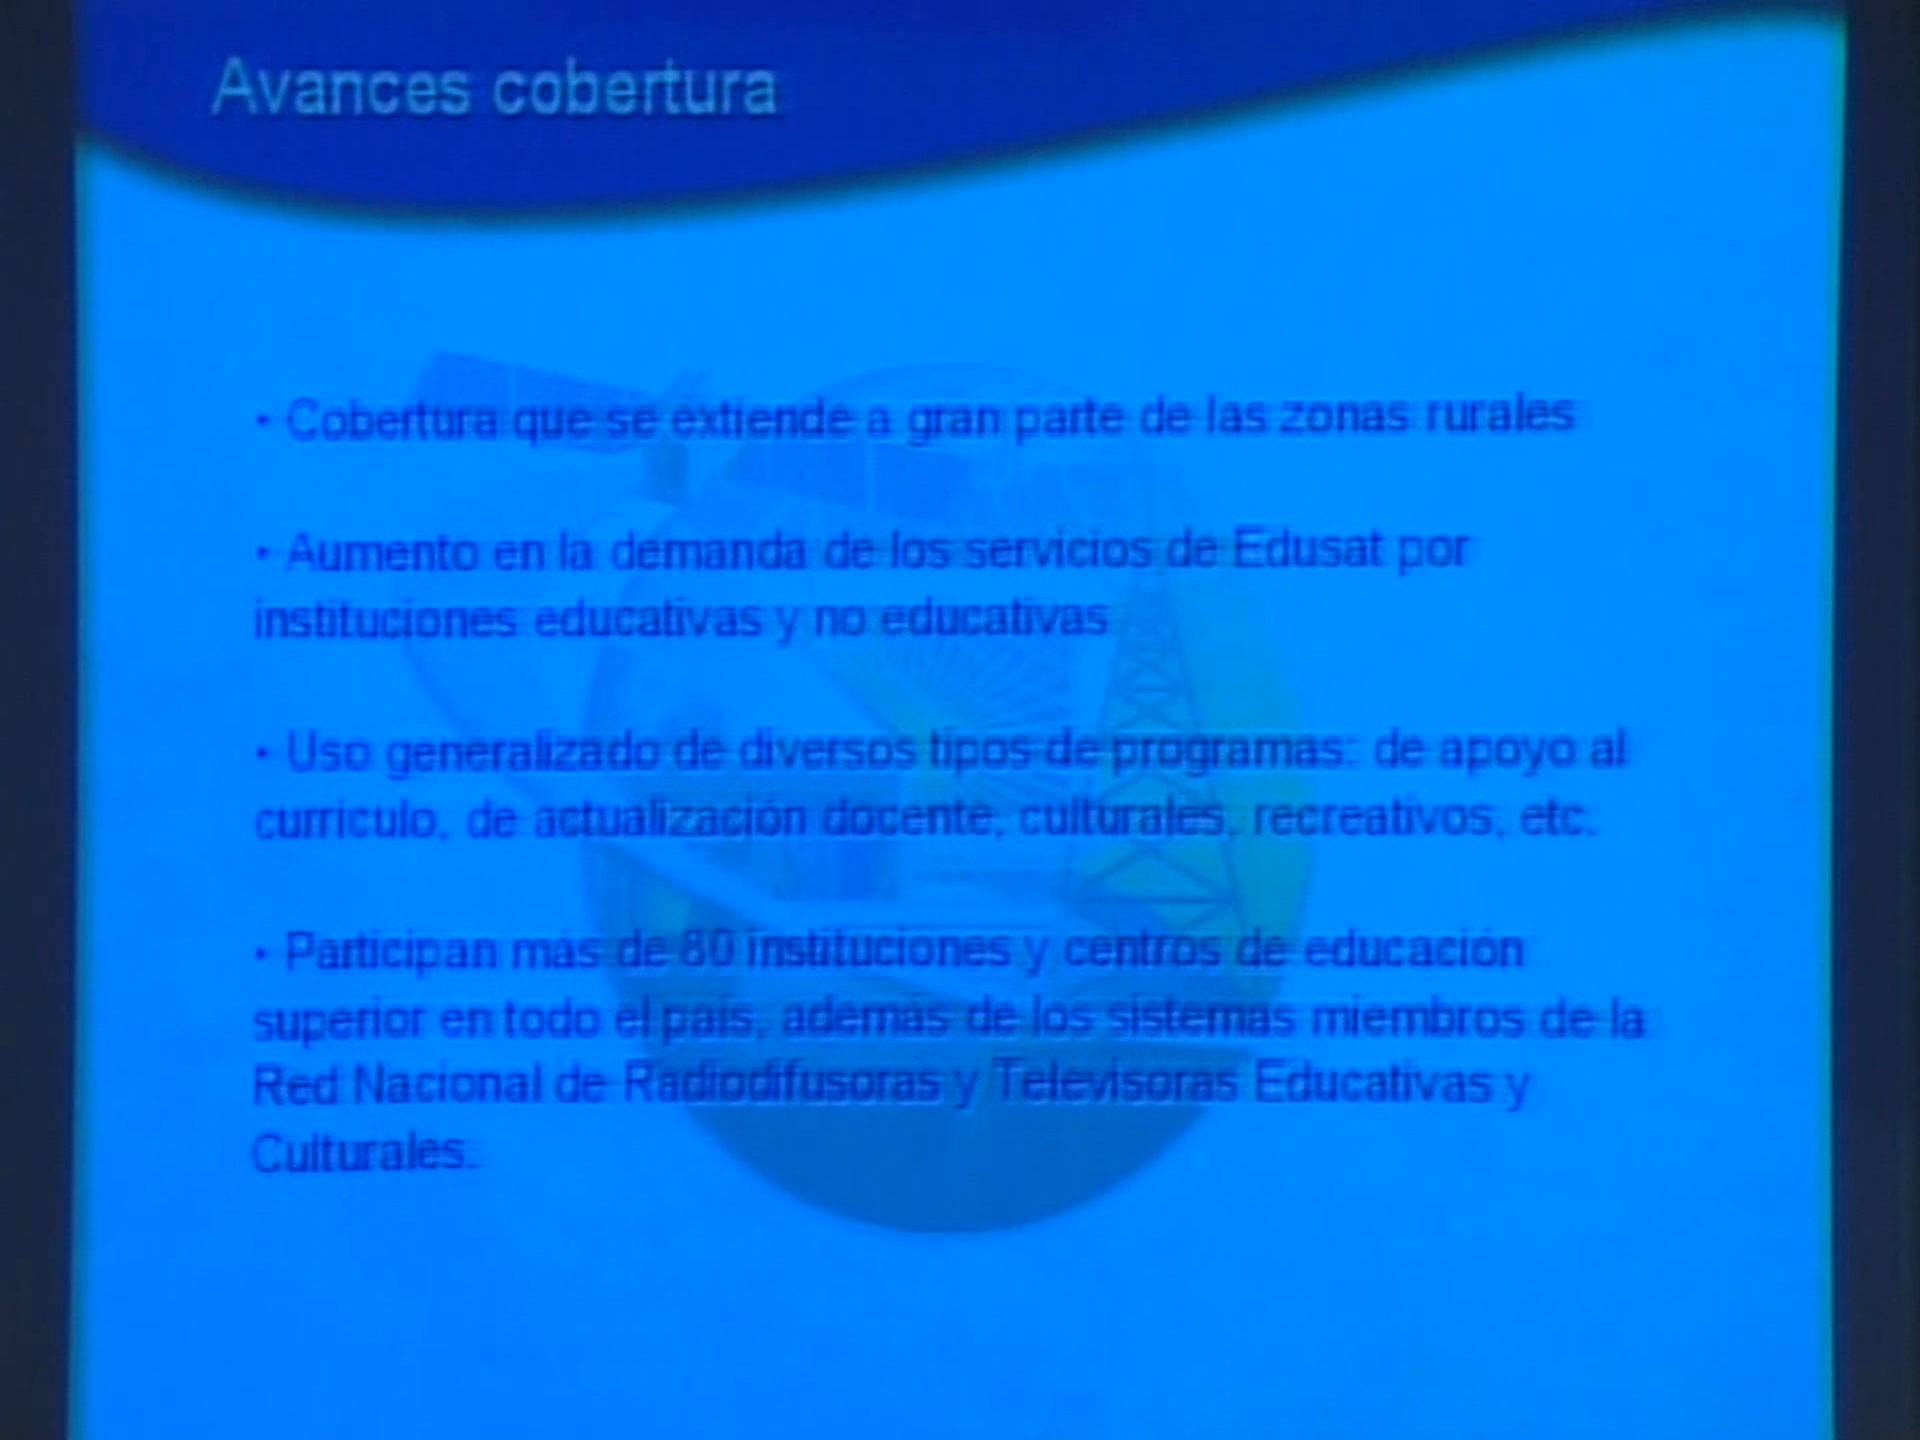 Avances cobertura
• Cobertura que se extiende a gran parte de las zonas rurales
• Aumento en la demanda de los servicios de Edusat por
instituciones educativas y no educativas
• Uso generalizado de diversos tipos de programas: de apoyo al
currículo, de actualización docente, culturales, recreativos, etc.
• Participan más de 80 instituciones y centros de educación
superior en todo el país, además de los sistemas miembros de la
Red Nacional de Radiodifusoras y Televisoras Educativas y
Culturales.